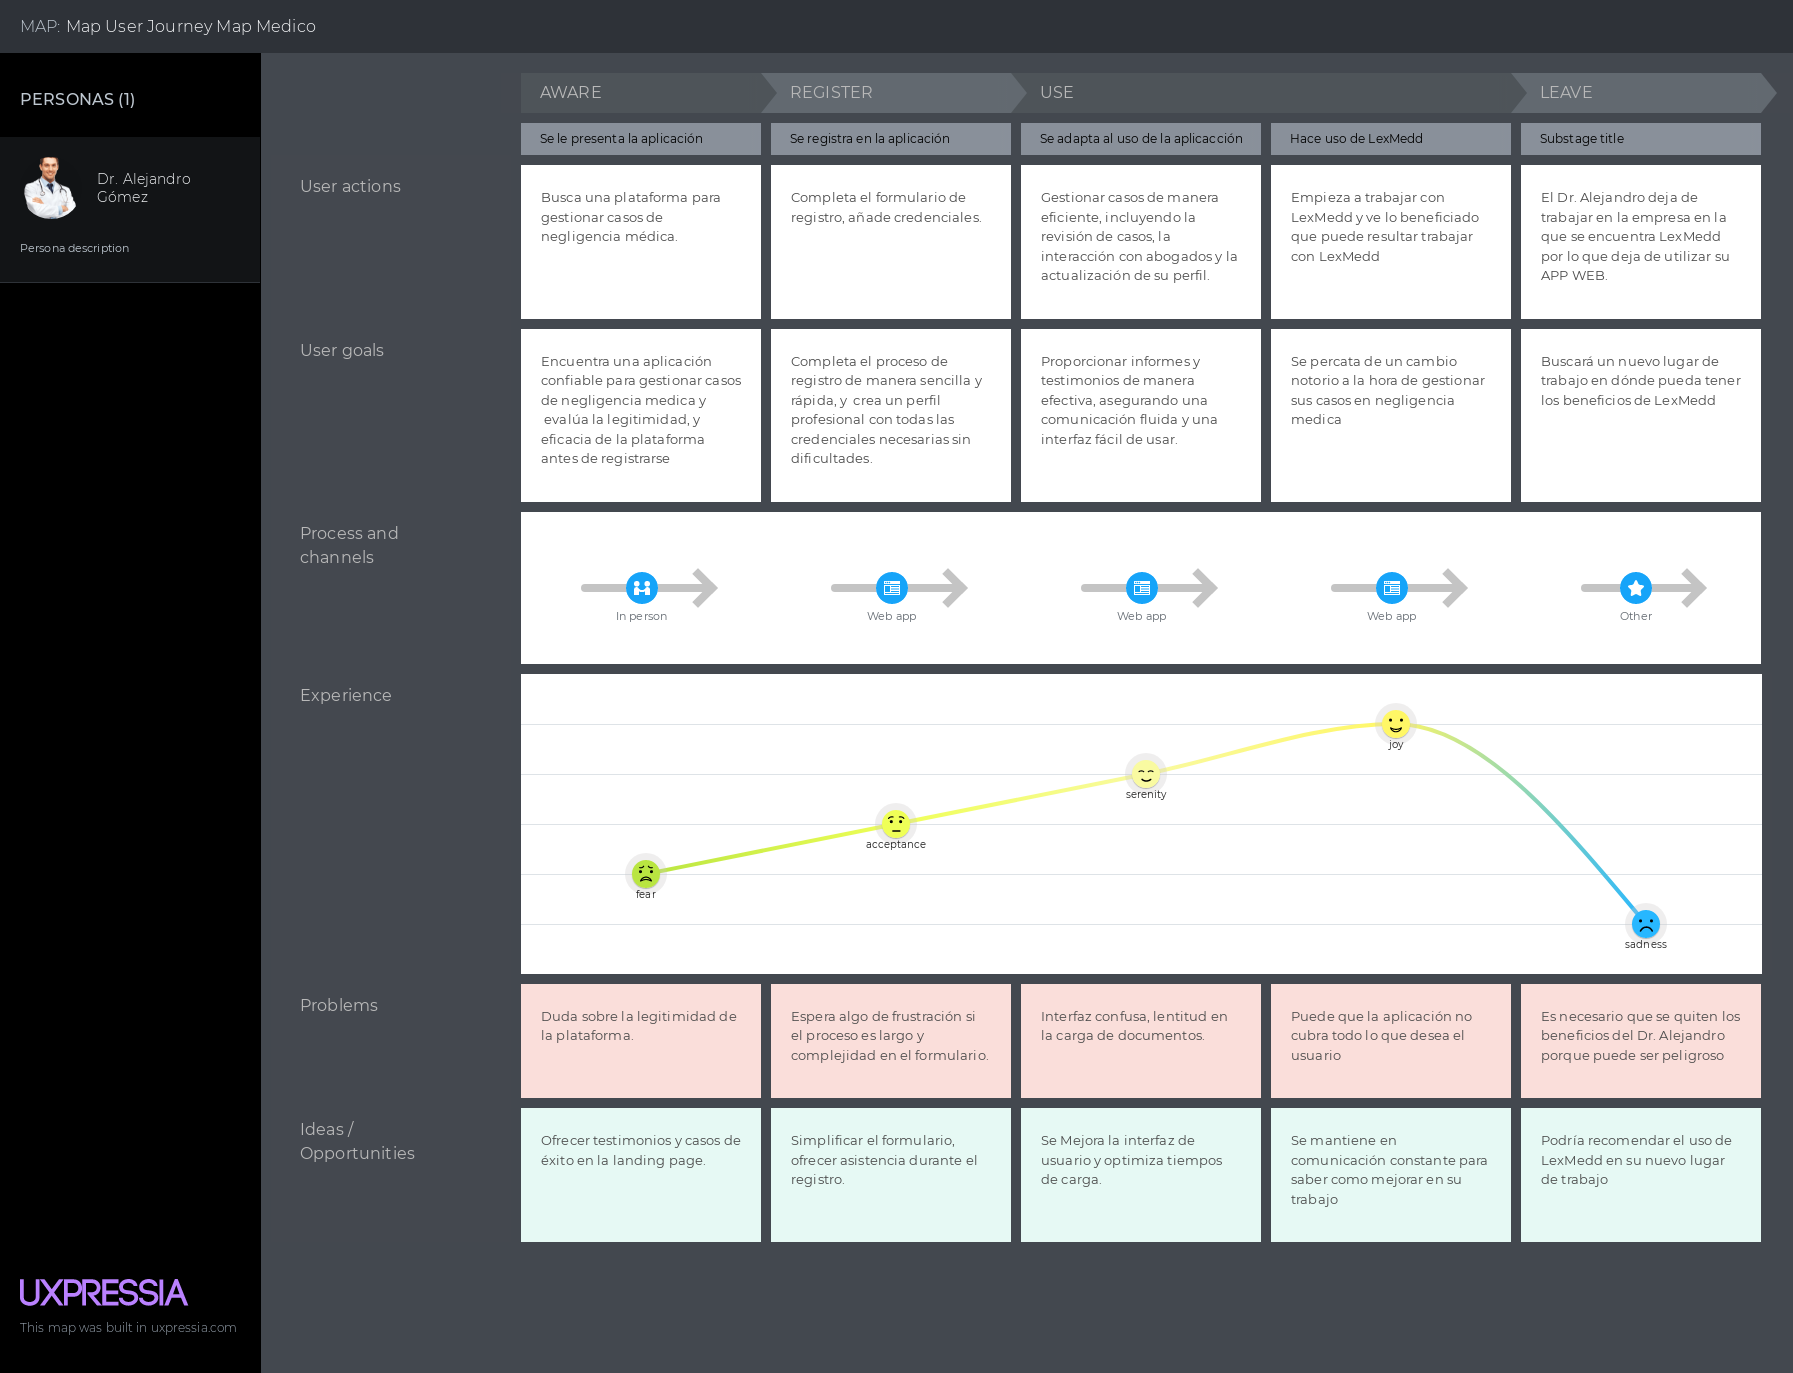 MAP: Map User Journey Map Medico
PERSONAS (1)
Dr. Alejandro
Gómez
Persona description
AWARE
REGISTER
USE
LEAVE
Se le presenta la aplicación
Se registra en la aplicación
Se adapta al uso de la aplicacción
Hace uso de LexMedd
Substage title
User actions
Busca una plataforma para
gestionar casos de
negligencia médica.
Completa el formulario de
registro, añade credenciales.
Gestionar casos de manera
eficiente, incluyendo la
revisión de casos, la
interacción con abogados y la
actualización de su perfil.
Empieza a trabajar con
LexMedd y ve lo beneficiado
que puede resultar trabajar
con LexMedd
El Dr. Alejandro deja de
trabajar en la empresa en la
que se encuentra LexMedd
por lo que deja de utilizar su
APP WEB.
User goals
Encuentra una aplicación
confiable para gestionar casos
de negligencia medica y
evalúa la legitimidad, y
eficacia de la plataforma
antes de registrarse
Completa el proceso de
registro de manera sencilla y
rápida, y crea un perfil
profesional con todas las
credenciales necesarias sin
dificultades.
Proporcionar informes y
testimonios de manera
efectiva, asegurando una
comunicación fluida y una
interfaz fácil de usar.
Se percata de un cambio
notorio a la hora de gestionar
sus casos en negligencia
medica
Buscará un nuevo lugar de
trabajo en dónde pueda tener
los beneficios de LexMedd
Process and
channels
In person
Web app
Web app
Web app
Other
Experience
fear
acceptance
serenity
joy
sadness
Problems
Duda sobre la legitimidad de
la plataforma.
Espera algo de frustración si
el proceso es largo y
complejidad en el formulario.
Interfaz confusa, lentitud en
la carga de documentos.
Puede que la aplicación no
cubra todo lo que desea el
usuario
Es necesario que se quiten los
beneficios del Dr. Alejandro
porque puede ser peligroso
Ideas /
Opportunities
Ofrecer testimonios y casos de
éxito en la landing page.
Simplificar el formulario,
ofrecer asistencia durante el
registro.
Se Mejora la interfaz de
usuario y optimiza tiempos
de carga.
Se mantiene en
comunicación constante para
saber como mejorar en su
trabajo
Podría recomendar el uso de
LexMedd en su nuevo lugar
de trabajo
UXPRESSIA
This map was built in uxpressia.com